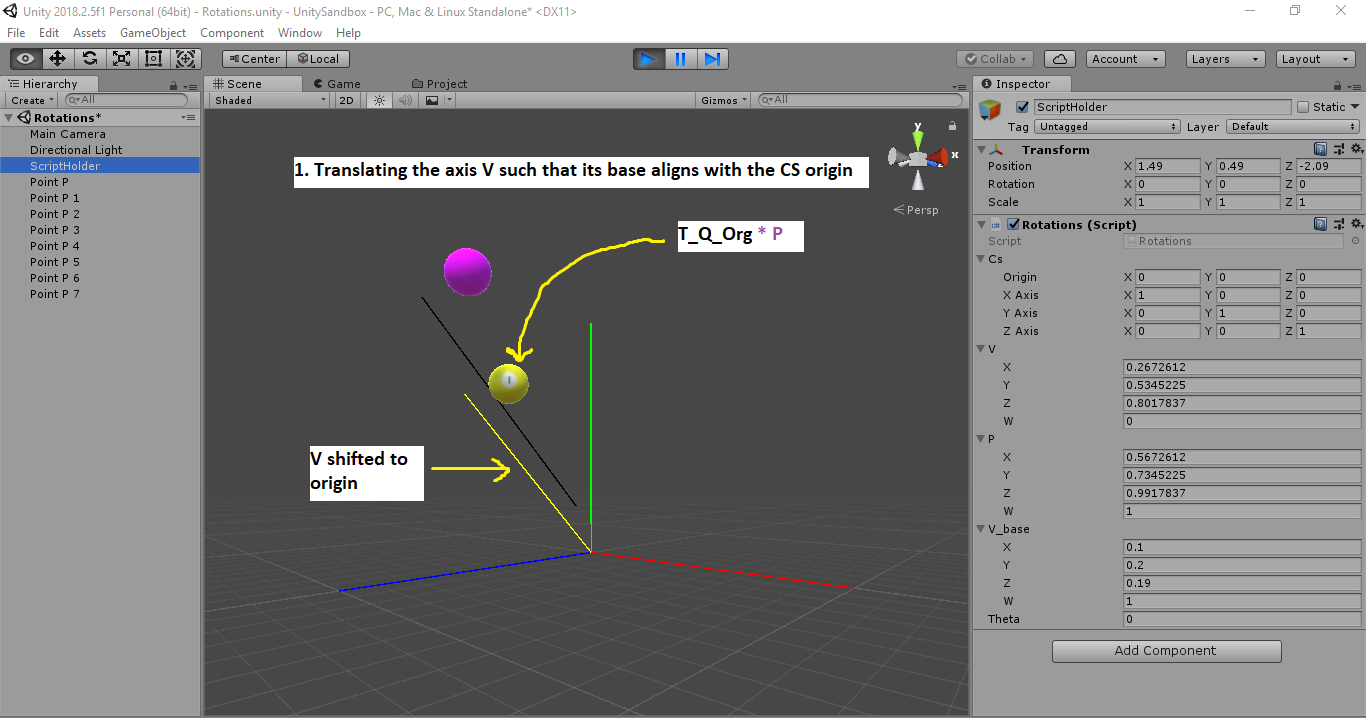 Unity 2018.2.5f1 Personal (64bit) - Rotations.unity - UnitySandbox - PC, Mac & Linux Standalone* <DX11>
File Edit Assets GameObject Component Window Help
Center Local Collab Account Layers Layout
Hierarchy
Create All
Rotations*
Main Camera
Directional Light
ScriptHolder
Point P
Point P 1
Point P 2
Point P 3
Point P 4
Point P 5
Point P 6
Point P 7
Scene Game Project
Shaded 2D Gizmos All
1. Translating the axis V such that its base aligns with the CS origin
y
x
z
Persp
T_Q_Org * P
1
V shifted to
origin
Inspector
ScriptHolder Static
Tag Untagged Layer Default
Transform
Position X 1.49 Y 0.49 Z -2.09
Rotation X 0 Y 0 Z 0
Scale X 1 Y 1 Z 1
Rotations (Script)
Script Rotations
Cs
Origin X 0 Y 0 Z 0
X Axis X 1 Y 0 Z 0
Y Axis X 0 Y 1 Z 0
Z Axis X 0 Y 0 Z 1
V
X 0.2672612
Y 0.5345225
Z 0.8017837
W 0
P
X 0.5672612
Y 0.7345225
Z 0.9917837
W 1
V_base
X 0.1
Y 0.2
Z 0.19
W 1
Theta 0
Add Component